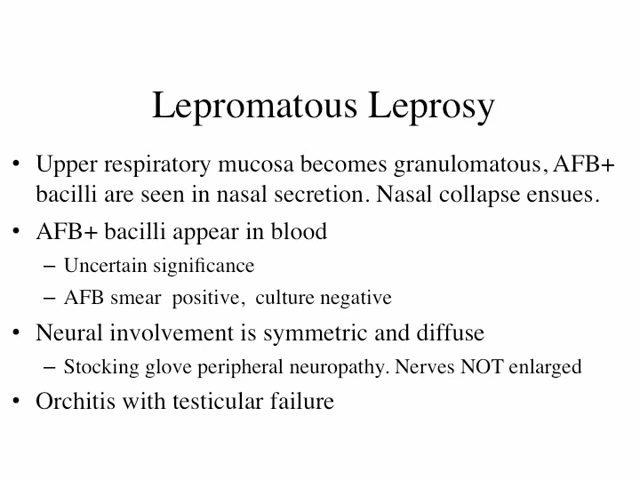 Lepromatous Leprosy
• Upper respiratory mucosa becomes granulomatous, AFB+
bacilli are seen in nasal secretion. Nasal collapse ensues.
• AFB+ bacilli appear in blood
– Uncertain significance
– AFB smear positive, culture negative
• Neural involvement is symmetric and diffuse
– Stocking glove peripheral neuropathy. Nerves NOT enlarged
• Orchitis with testicular failure